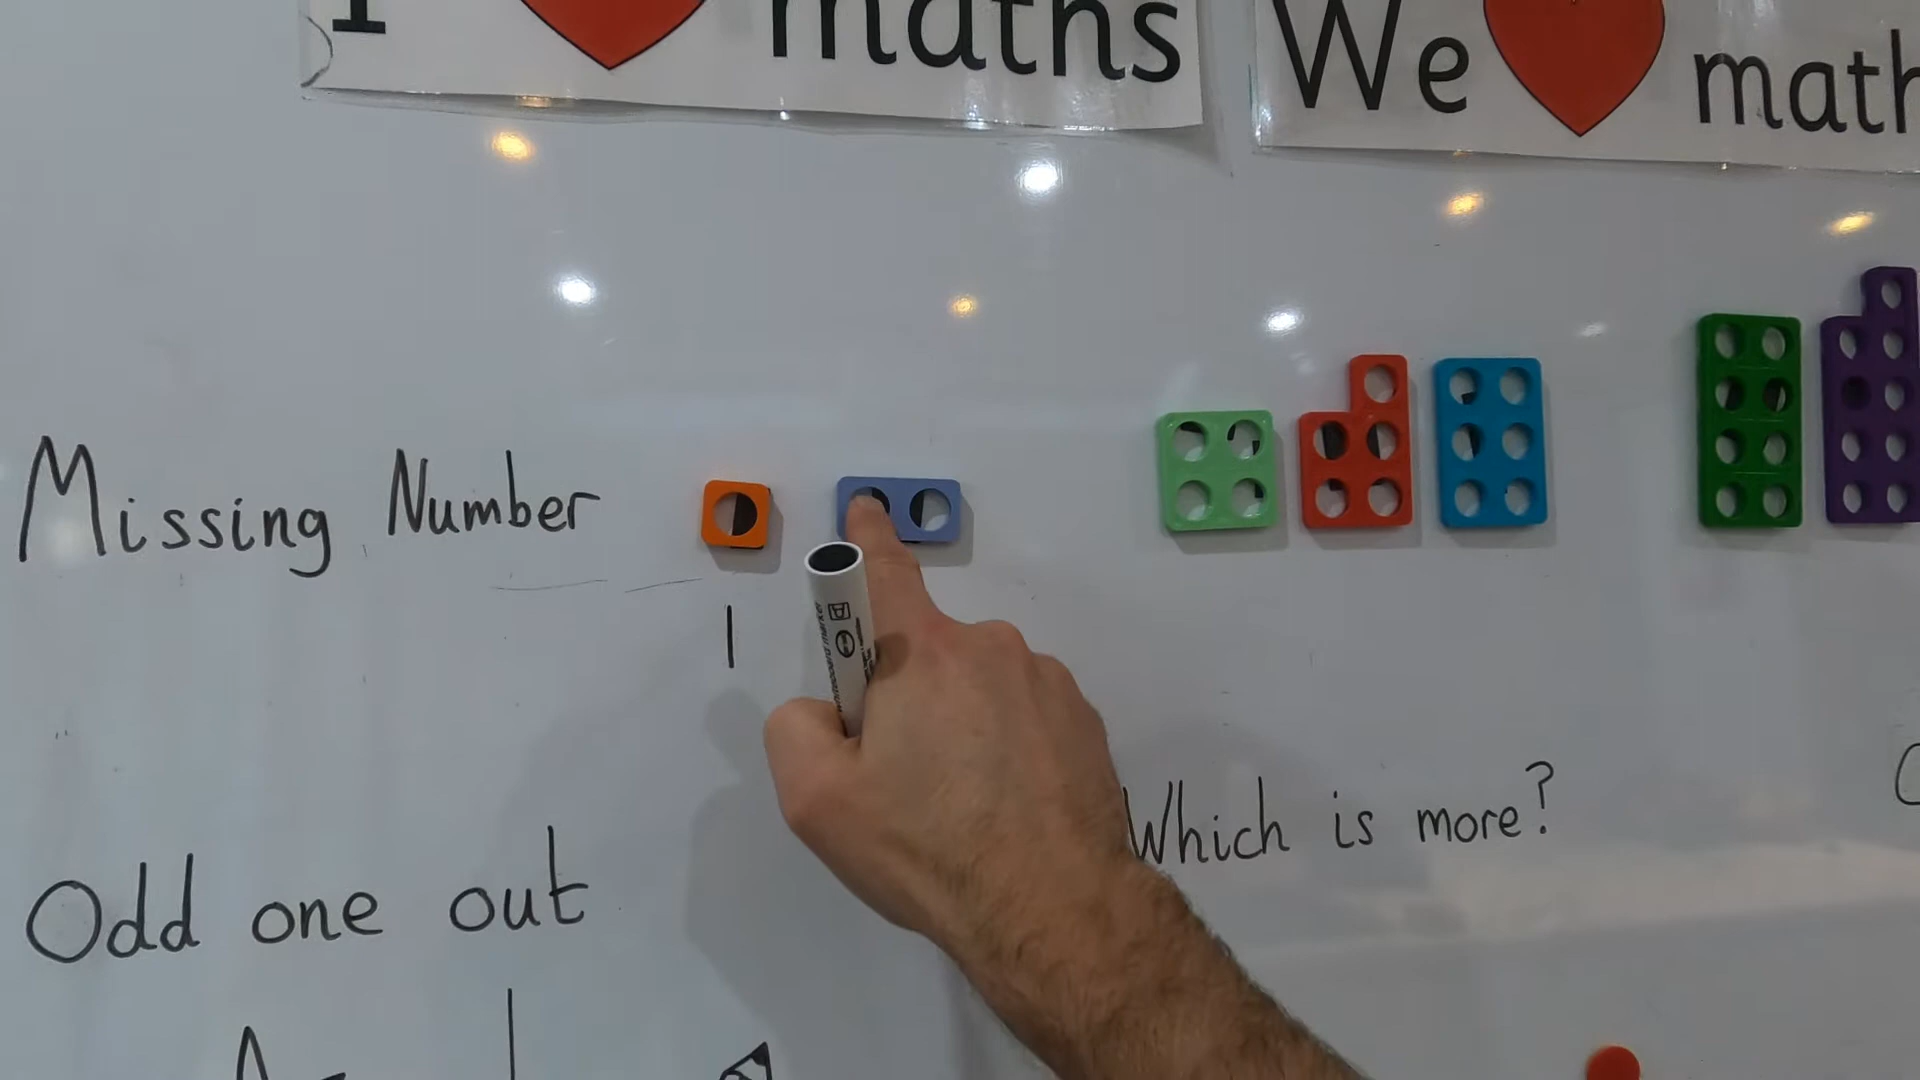 I maths
We math
Missing Number
1
Which is more?
Odd one out